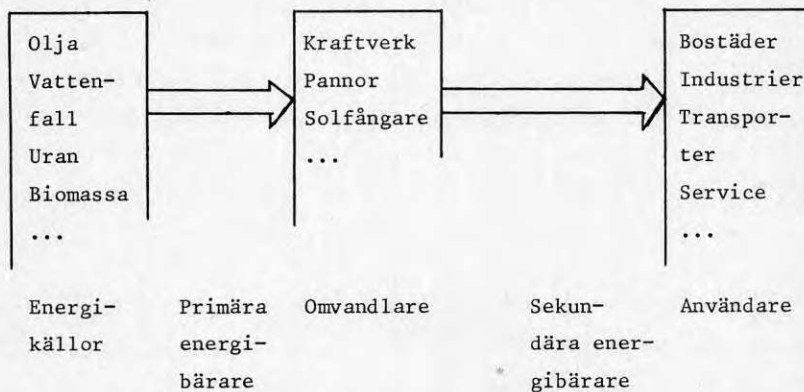 Olja
Vatten-
fall
Uran
Biomassa
...
Kraftverk
Pannor
Solfångare
...
Bostäder
Industrier
Transpor-
ter
Service
...
Energi-
källor
Primära
energi-
bärare
Omvandlare
Sekun-
dära ener-
gibärare
Användare